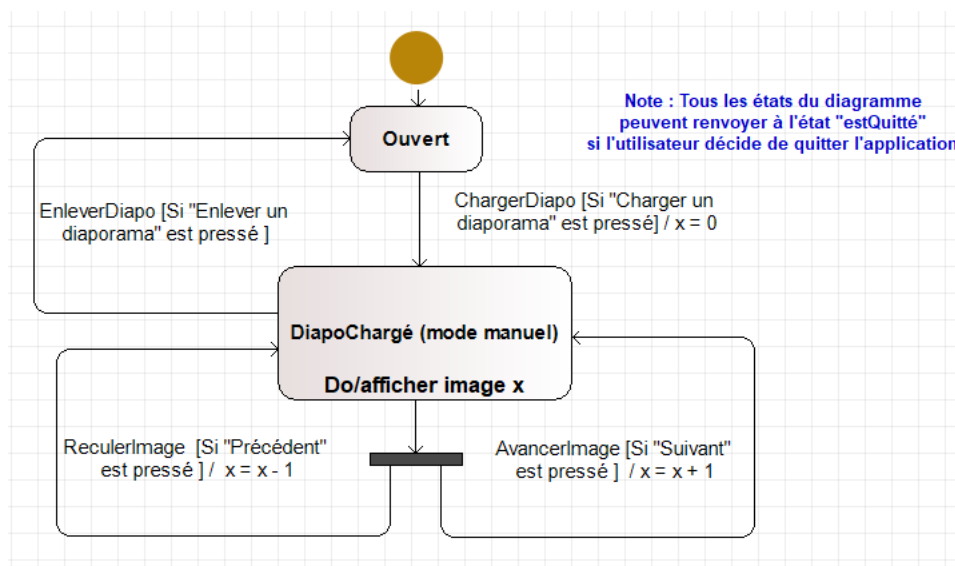 Note : Tous les états du diagramme
peuvent renvoyer à l'état "estQuitté"
si l'utilisateur décide de quitter l'application
Ouvert
EnleverDiapo [Si "Enlever un
diaporama" est pressé ]
ChargerDiapo [Si "Charger un
diaporama" est pressé] / x = 0
DiapoChargé (mode manuel)
Do/afficher image x
ReculerImage [Si "Précédent"
est pressé ] / x = x - 1
AvancerImage [Si "Suivant"
est pressé ] / x = x + 1